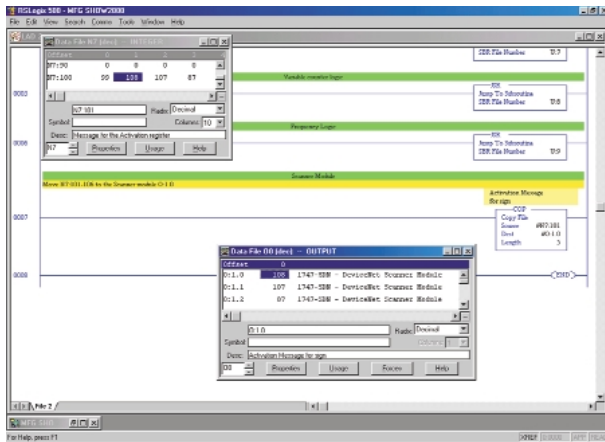 RSLogix 500 - MFG SHOW2000
File Edit View Search Comms Tools Window Help
LAD
Data File N7 (dec) -- INTEGER
Offset 0 1 2 3
N7:90 0 0 0 0
N7:100 99 108 107 87
N7:101
Radix: Decimal
Symbol:
Columns: 10
Desc: Message for the Activation register
N7
Properties Usage Help
SBR File Number U:7
Variable counter logic
0005
JSR
Jump To Subroutine
SBR File Number U:8
Frequency Logic
0006
JSR
Jump To Subroutine
SBR File Number U:9
Scanner Module
Move N7:101-106 to the Scanner module O:1.0
Activation Message
for sign
0007
COP
Copy File
Source #N7:101
Dest #O:1.0
Length 3
Data File O0 (dec) -- OUTPUT
Offset 0
O:1.0 108 1747-SDN - DeviceNet Scanner Module
O:1.1 107 1747-SDN - DeviceNet Scanner Module
O:1.2 87 1747-SDN - DeviceNet Scanner Module
0008
END
O:1.0
Radix: Decimal
Symbol:
Columns:
Desc: Activation Message for sign
O0
Properties Usage Forces Help
File 2
MFG SHO
For Help, press F1
XREF